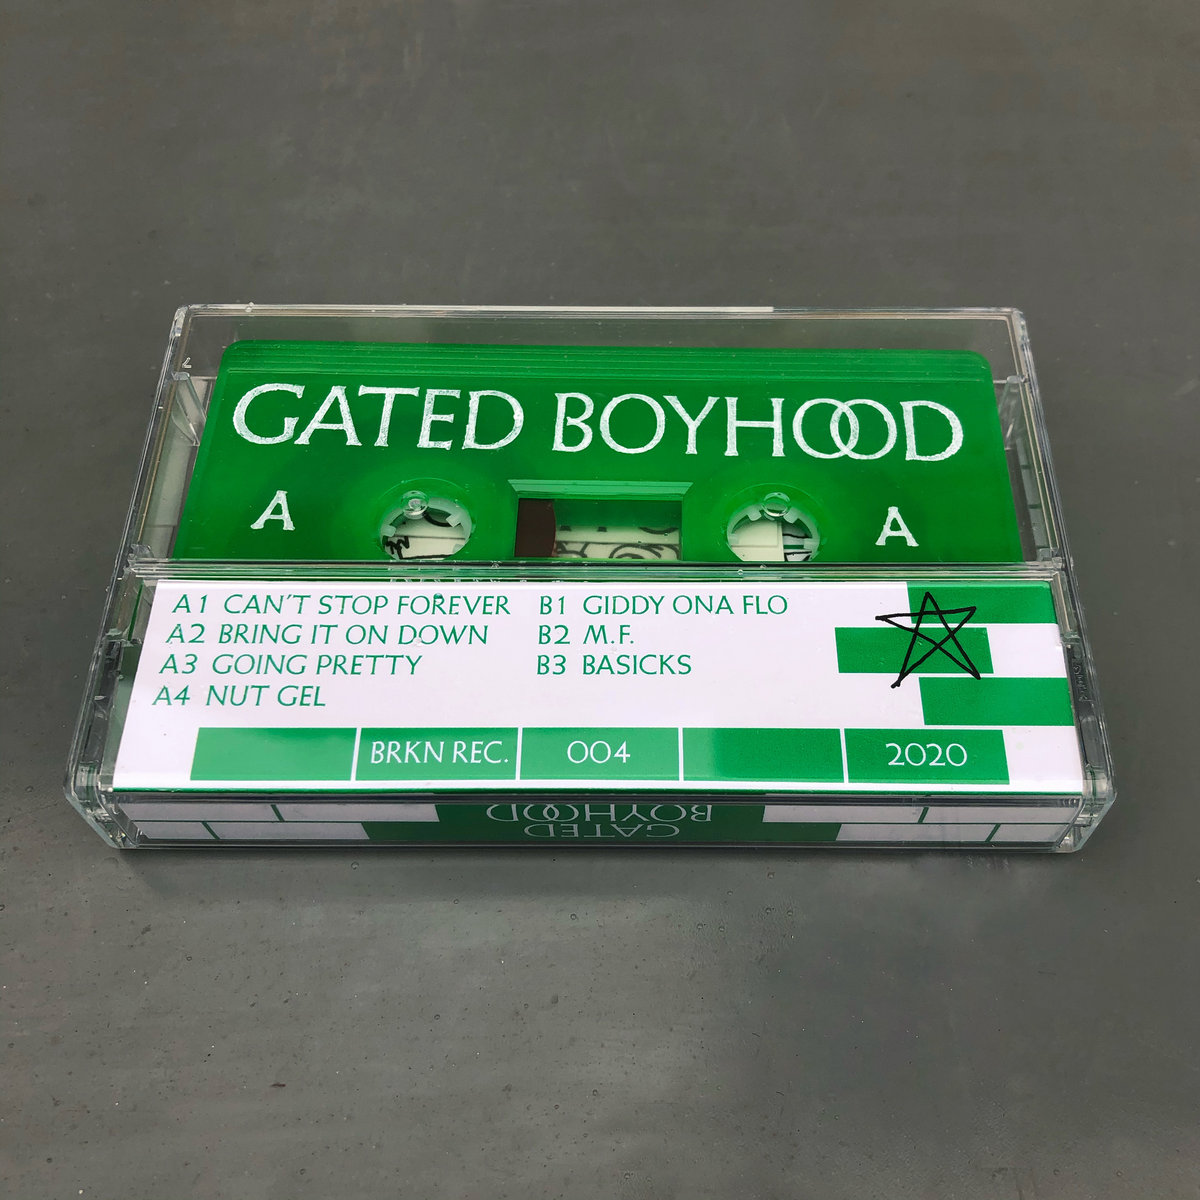 GATED BOYHOOD
A A
A1 CAN'T STOP FOREVER
A2 BRING IT ON DOWN
A3 GOING PRETTY
A4 NUT GEL
B1 GIDDY ONA FLO
B2 M.F.
B3 BASICKS
BRKN REC. 004 2020
GATED
BOYHOOD